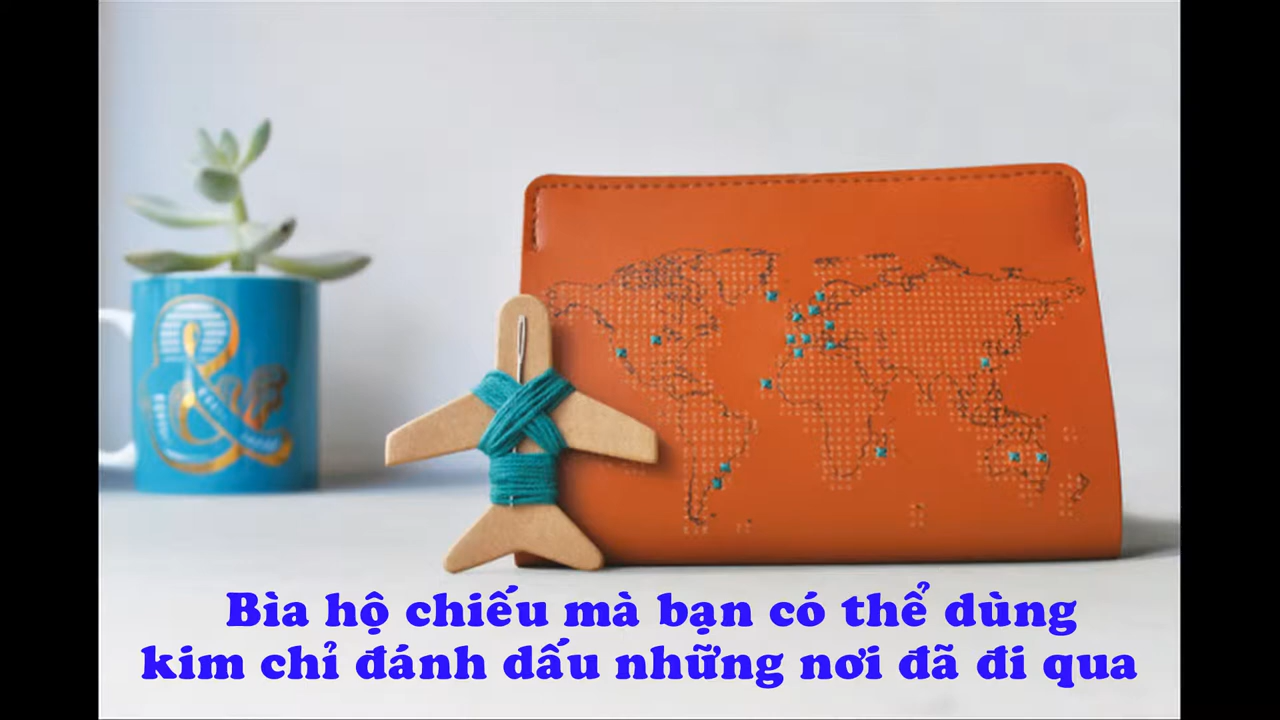 Bìa hộ chiếu mà bạn có thể dùng
kim chỉ đánh dấu những nơi đã đi qua